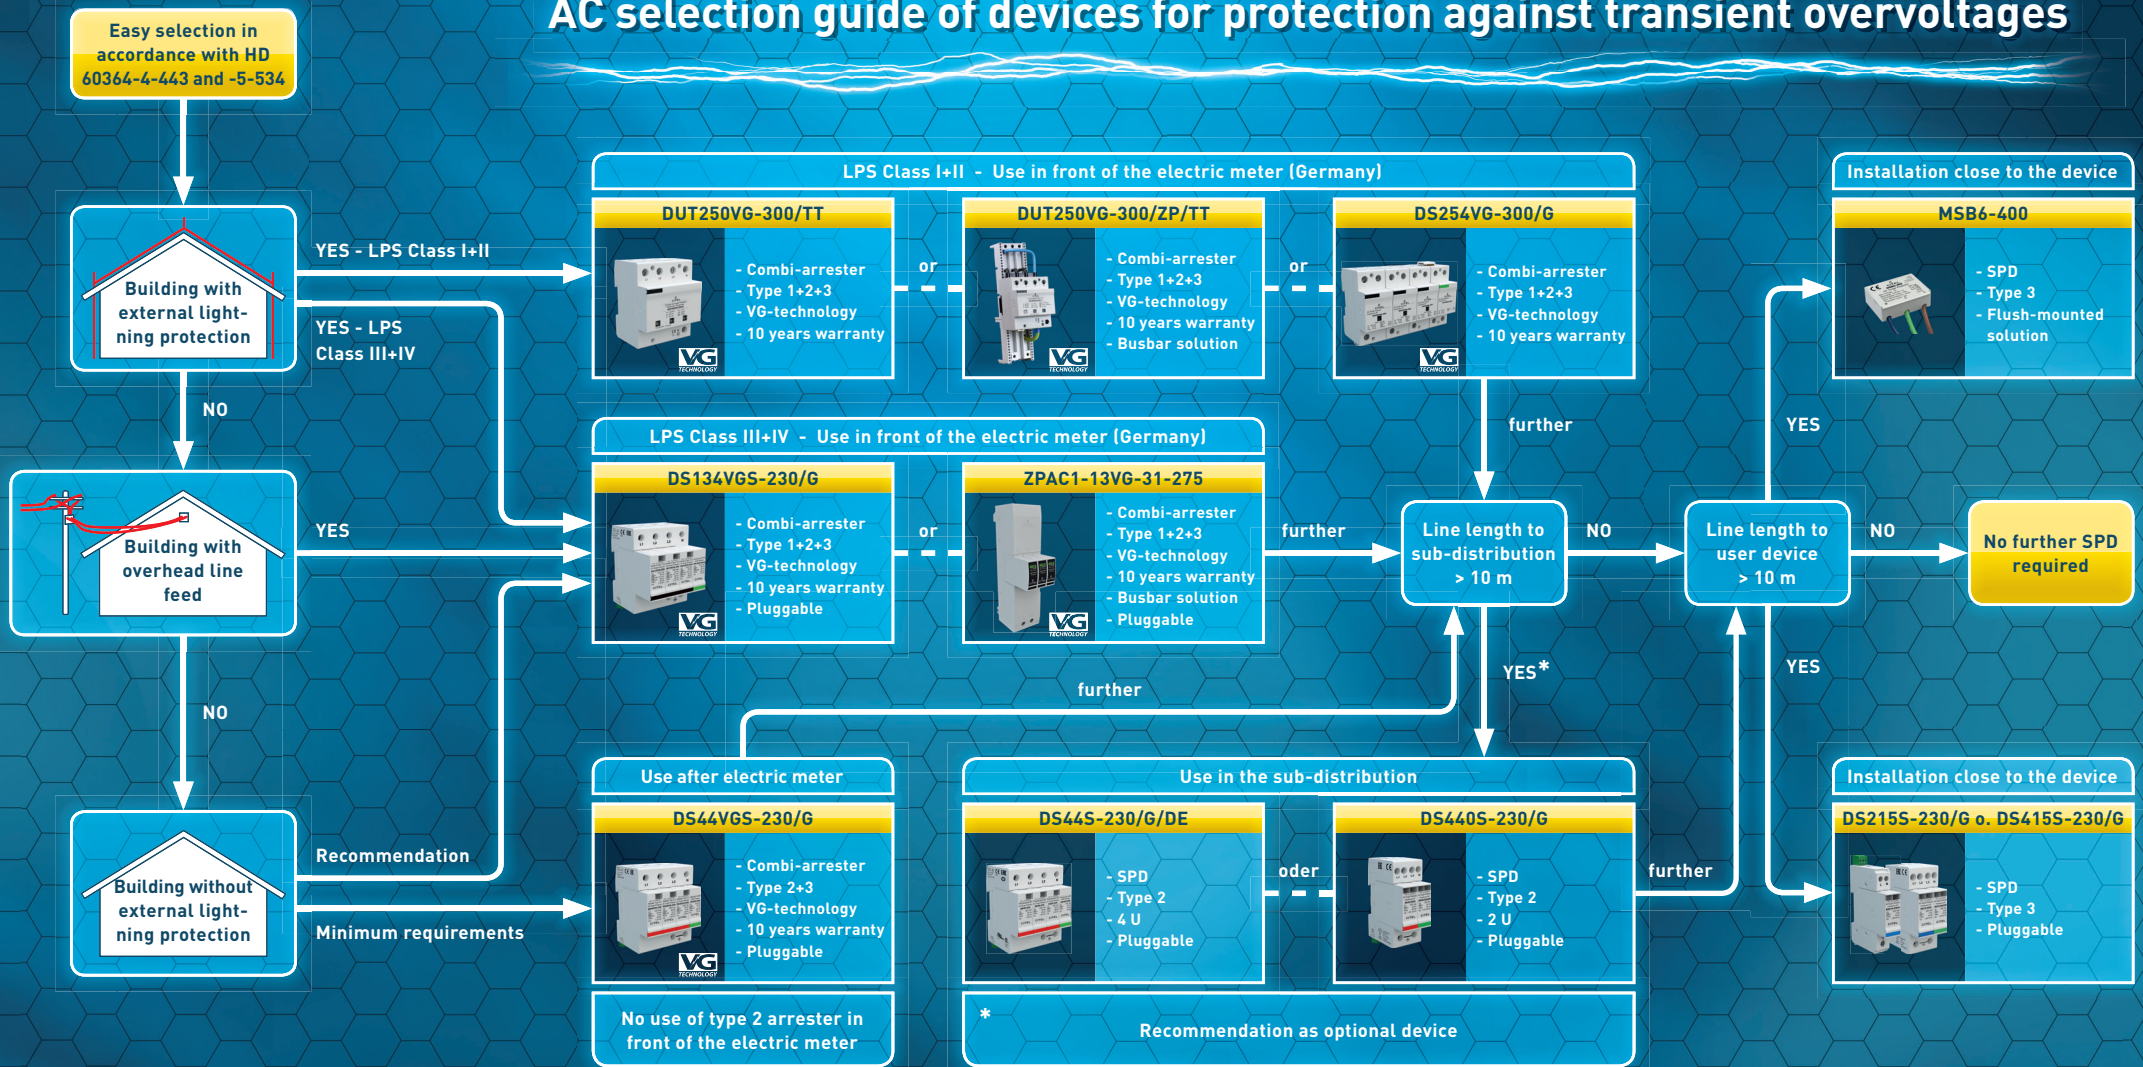 AC selection guide of devices for protection against transient overvoltages
Easy selection in
accordance with HD
60364-4-443 and -5-534
Building with
external light-
ning protection
YES - LPS Class I+II
YES - LPS
Class III+IV
NO
Building with
overhead line
feed
YES
NO
Building without
external light-
ning protection
Recommendation
Minimum requirements
LPS Class I+II - Use in front of the electric meter (Germany)
DUT250VG-300/TT
- Combi-arrester
- Type 1+2+3
- VG-technology
- 10 years warranty
VG
TECHNOLOGY
or
DUT250VG-300/ZP/TT
- Combi-arrester
- Type 1+2+3
- VG-technology
- 10 years warranty
- Busbar solution
VG
TECHNOLOGY
or
DS254VG-300/G
- Combi-arrester
- Type 1+2+3
- VG-technology
- 10 years warranty
VG
TECHNOLOGY
further
LPS Class III+IV - Use in front of the electric meter (Germany)
DS134VGS-230/G
- Combi-arrester
- Type 1+2+3
- VG-technology
- 10 years warranty
- Pluggable
VG
TECHNOLOGY
or
ZPAC1-13VG-31-275
- Combi-arrester
- Type 1+2+3
- VG-technology
- 10 years warranty
- Busbar solution
- Pluggable
VG
TECHNOLOGY
further
Line length to
sub-distribution
> 10 m
NO
Line length to
user device
> 10 m
NO
No further SPD
required
YES
Installation close to the device
MSB6-400
- SPD
- Type 3
- Flush-mounted
solution
YES*
further
YES
Use after electric meter
DS44VGS-230/G
- Combi-arrester
- Type 2+3
- VG-technology
- 10 years warranty
- Pluggable
VG
TECHNOLOGY
No use of type 2 arrester in
front of the electric meter
Use in the sub-distribution
DS44S-230/G/DE
- SPD
- Type 2
- 4 U
- Pluggable
oder
DS440S-230/G
- SPD
- Type 2
- 2 U
- Pluggable
further
*
Recommendation as optional device
Installation close to the device
DS215S-230/G o. DS415S-230/G
- SPD
- Type 3
- Pluggable